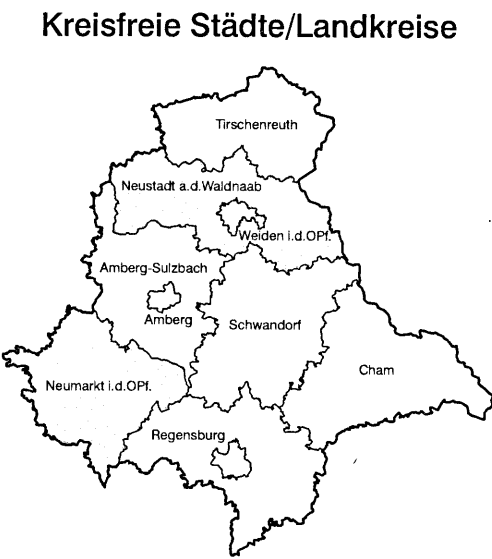 Kreisfreie Städte/Landkreise
Tirschenreuth
Neustadt a.d.Waldnaab
Weiden i.d.OPf.
Amberg-Sulzbach
Amberg
Schwandorf
Cham
Neumarkt i.d.OPf.
Regensburg